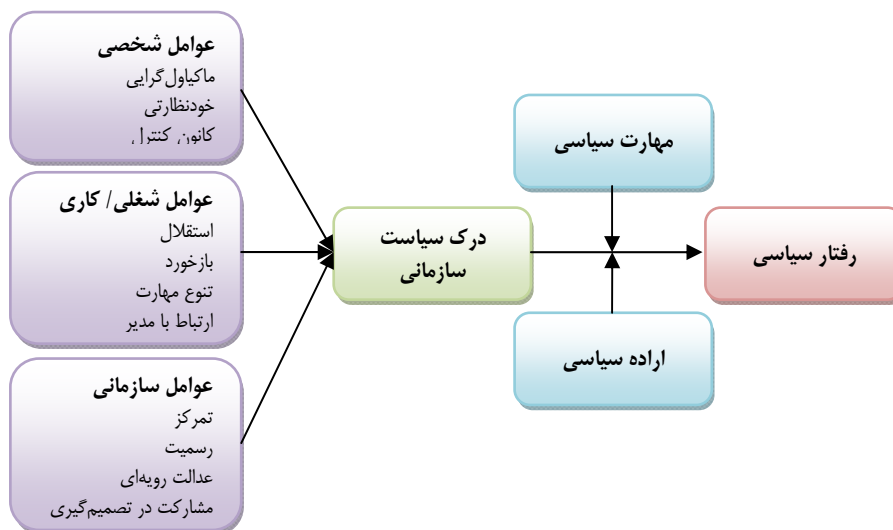 عوامل شخصی
ماکیاول‌گرایی
خودنظارتی
کانون کنترل
عوامل شغلی/ کاری
استقلال
بازخورد
تنوع مهارت
ارتباط با مدیر
عوامل سازمانی
تمرکز
رسمیت
عدالت رویه‌ای
مشارکت در تصمیم‌گیری
درک سیاست
سازمانی
مهارت سیاسی
اراده سیاسی
رفتار سیاسی